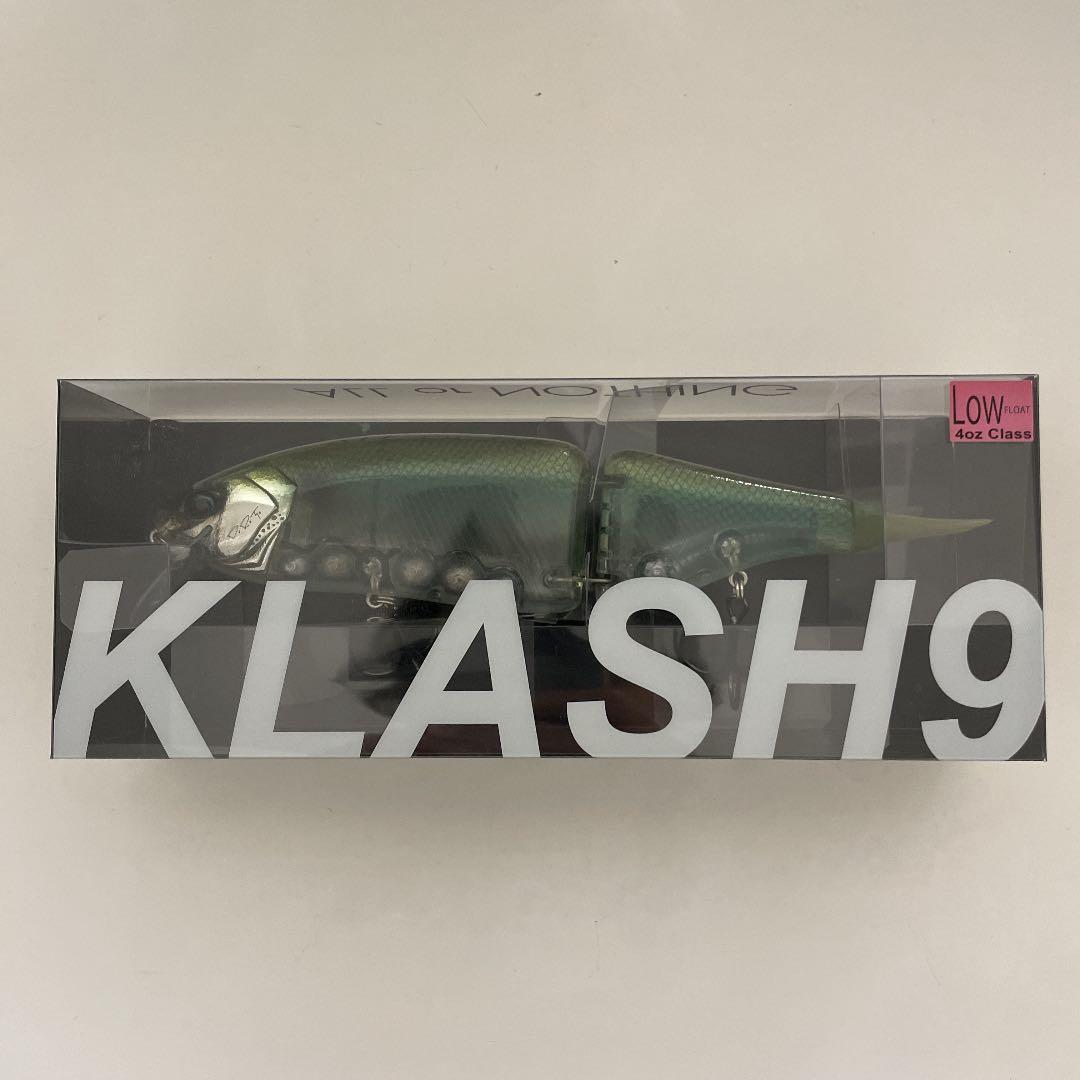 ALL or NOTHING
LOW FLOAT
4oz Class
D.R.T.
KLASH9